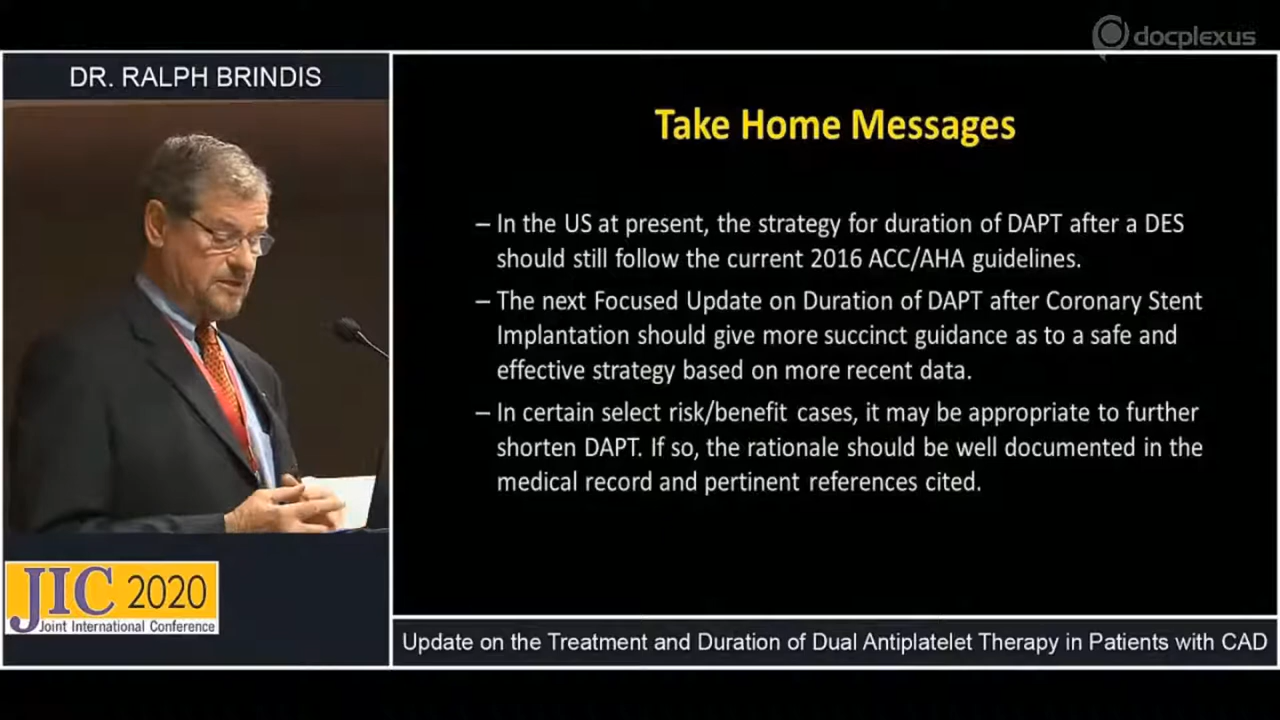 docplexus
DR. RALPH BRINDIS
Take Home Messages
– In the US at present, the strategy for duration of DAPT after a DES
should still follow the current 2016 ACC/AHA guidelines.
– The next Focused Update on Duration of DAPT after Coronary Stent
Implantation should give more succinct guidance as to a safe and
effective strategy based on more recent data.
– In certain select risk/benefit cases, it may be appropriate to further
shorten DAPT. If so, the rationale should be well documented in the
medical record and pertinent references cited.
JIC 2020
Joint International Conference
Update on the Treatment and Duration of Dual Antiplatelet Therapy in Patients with CAD